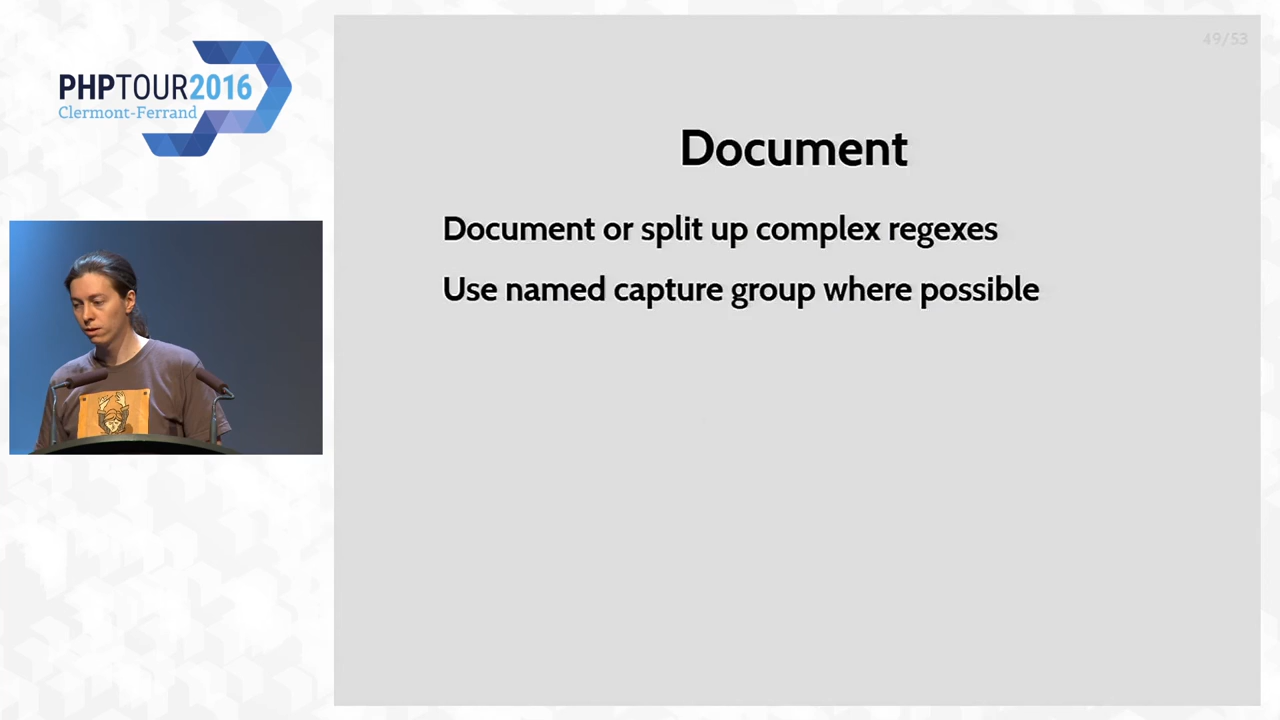 PHPTOUR2016
Clermont-Ferrand
49/53
Document
Document or split up complex regexes
Use named capture group where possible